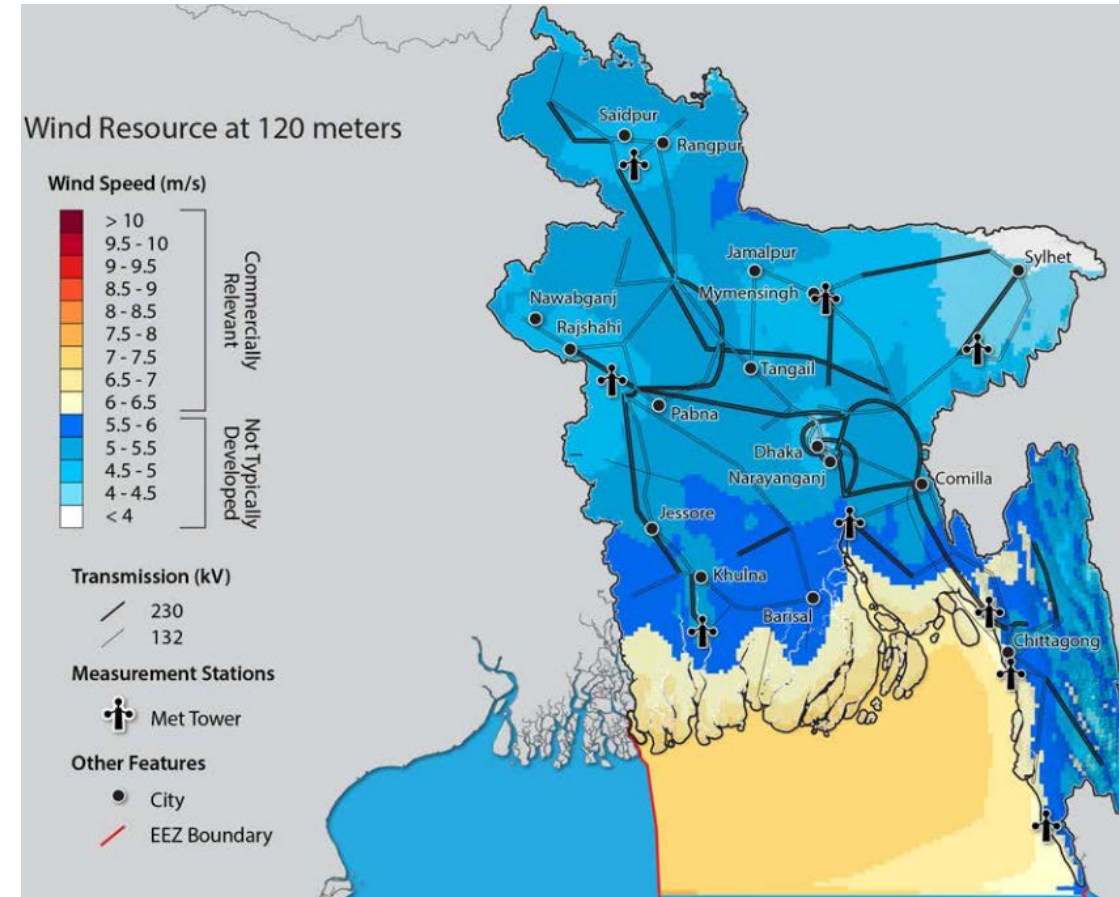 Wind Resource at 120 meters
Wind Speed (m/s)
> 10
9.5 - 10
9 - 9.5
8.5 - 9
8 - 8.5
7.5 - 8
7 - 7.5
6.5 - 7
6 - 6.5
5.5 - 6
5 - 5.5
4.5 - 5
4 - 4.5
< 4
Commercially
Relevant
Not Typically
Developed
Transmission (kV)
230
132
Measurement Stations
Met Tower
Other Features
City
EEZ Boundary
Saidpur
Rangpur
Jamalpur
Sylhet
Mymensingh
Nawabganj
Rajshahi
Tangail
Pabna
Dhaka
Narayanganj
Comilla
Jessore
Khulna
Barisal
Chittagong